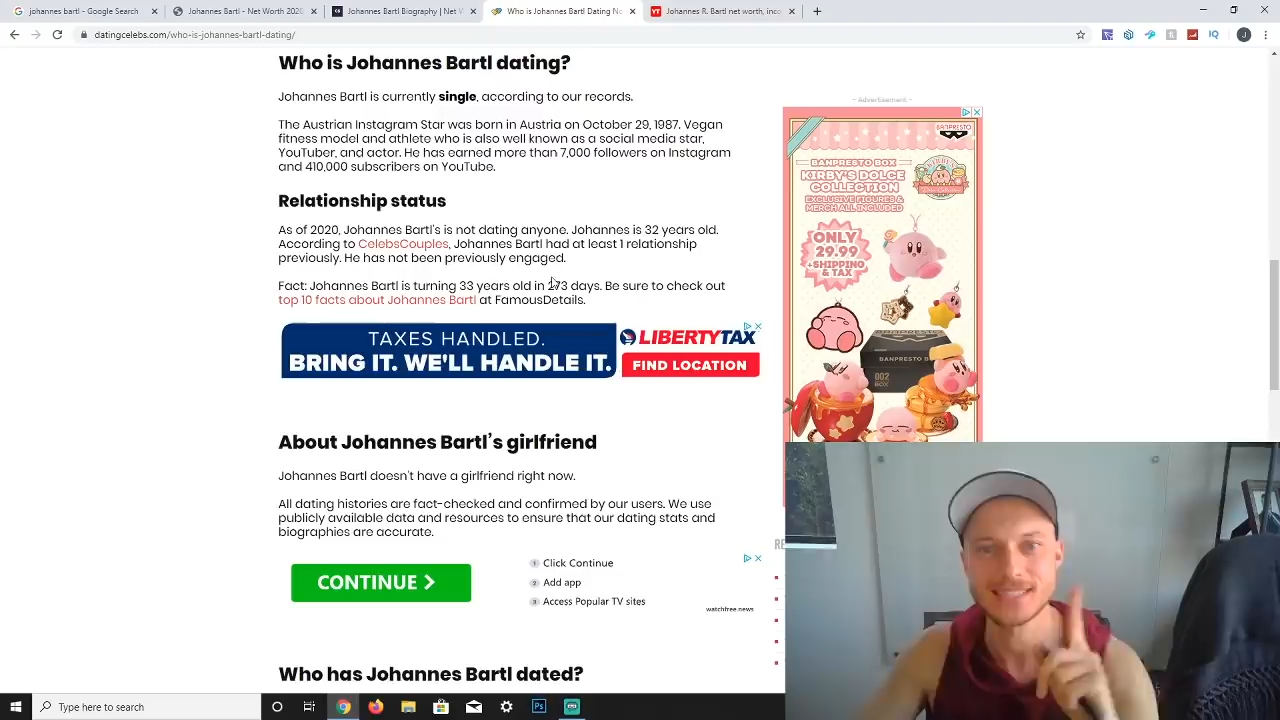 johannes bartl - Google Search
Johannes Bartl - Net Worth 2020
Johannes Bartl Biography | Net W
Who is Johannes Bartl Dating No
Johannes R. Bartl net worth, inco
datingcelebs.com/who-is-johannes-bartl-dating/
Who is Johannes Bartl dating?
Johannes Bartl is currently single, according to our records.
The Austrian Instagram Star was born in Austria on October 29, 1987. Vegan
fitness model and athlete who is also well known as a social media star,
YouTuber, and actor. He has earned more than 7,000 followers on Instagram
and 410,000 subscribers on YouTube.
Relationship status
As of 2020, Johannes Bartl's is not dating anyone. Johannes is 32 years old.
According to CelebsCouples, Johannes Bartl had at least 1 relationship
previously. He has not been previously engaged.
Fact: Johannes Bartl is turning 33 years old in 173 days. Be sure to check out
top 10 facts about Johannes Bartl at FamousDetails.
TAXES HANDLED.
BRING IT. WE'LL HANDLE IT.
LIBERTYTAX
FIND LOCATION
About Johannes Bartl's girlfriend
Johannes Bartl doesn't have a girlfriend right now.
All dating histories are fact-checked and confirmed by our users. We use
publicly available data and resources to ensure that our dating stats and
biographies are accurate.
CONTINUE >
1 Click Continue
2 Add app
3 Access Popular TV sites
watchfree.news
Who has Johannes Bartl dated?
- Advertisement -
BANPRESTO
BANPRESTO BOX
KIRBY'S DOLCE
COLLECTION
EXCLUSIVE FIGURES &
MERCH ALL INCLUDED
ONLY
29.99
+SHIPPING
& TAX
BANPRESTO B
002
BOX
RE
Type here to search